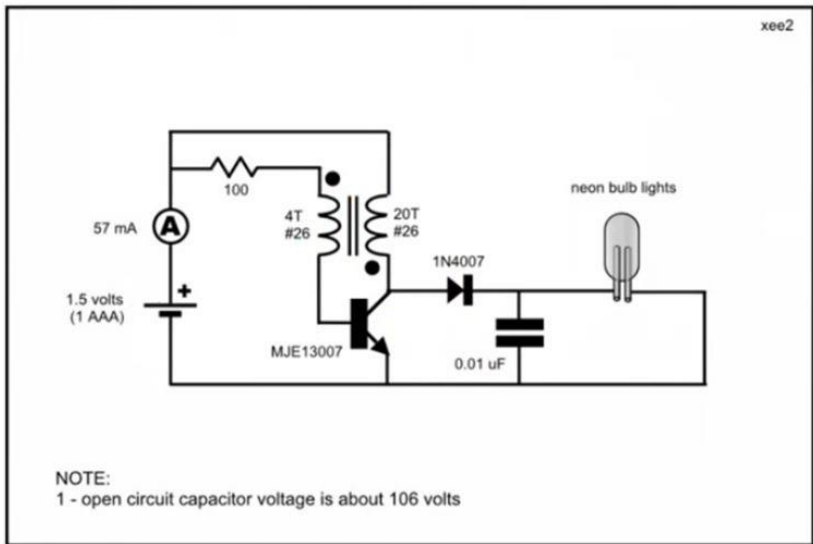 xee2
100
neon bulb lights
57 mA
A
4T
#26
20T
#26
1N4007
1.5 volts
(1 AAA)
+
MJE13007
0.01 uF
NOTE:
1 - open circuit capacitor voltage is about 106 volts